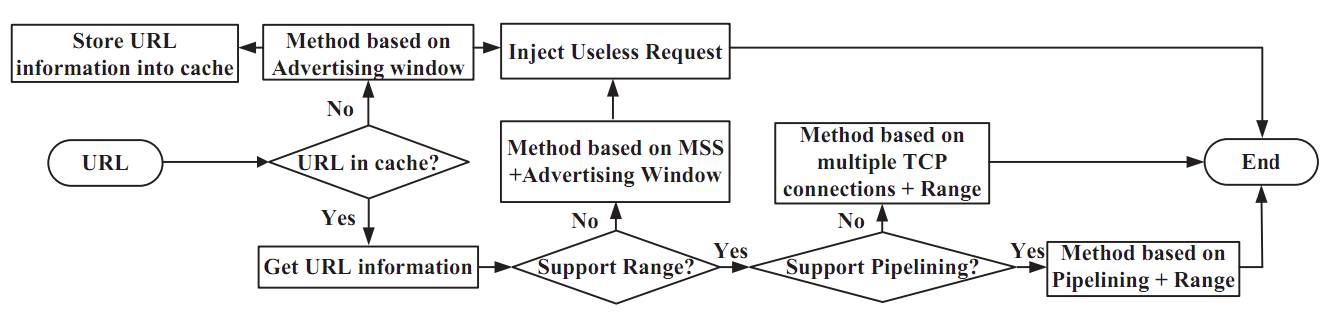 Store URL
information into cache
Method based on
Advertising window
Inject Useless Request
No
URL
URL in cache?
Method based on MSS
+Advertising Window
Method based on
multiple TCP
connections + Range
End
Yes
No
No
Get URL information
Support Range?
Yes
Support Pipelining?
Yes
Method based on
Pipelining + Range